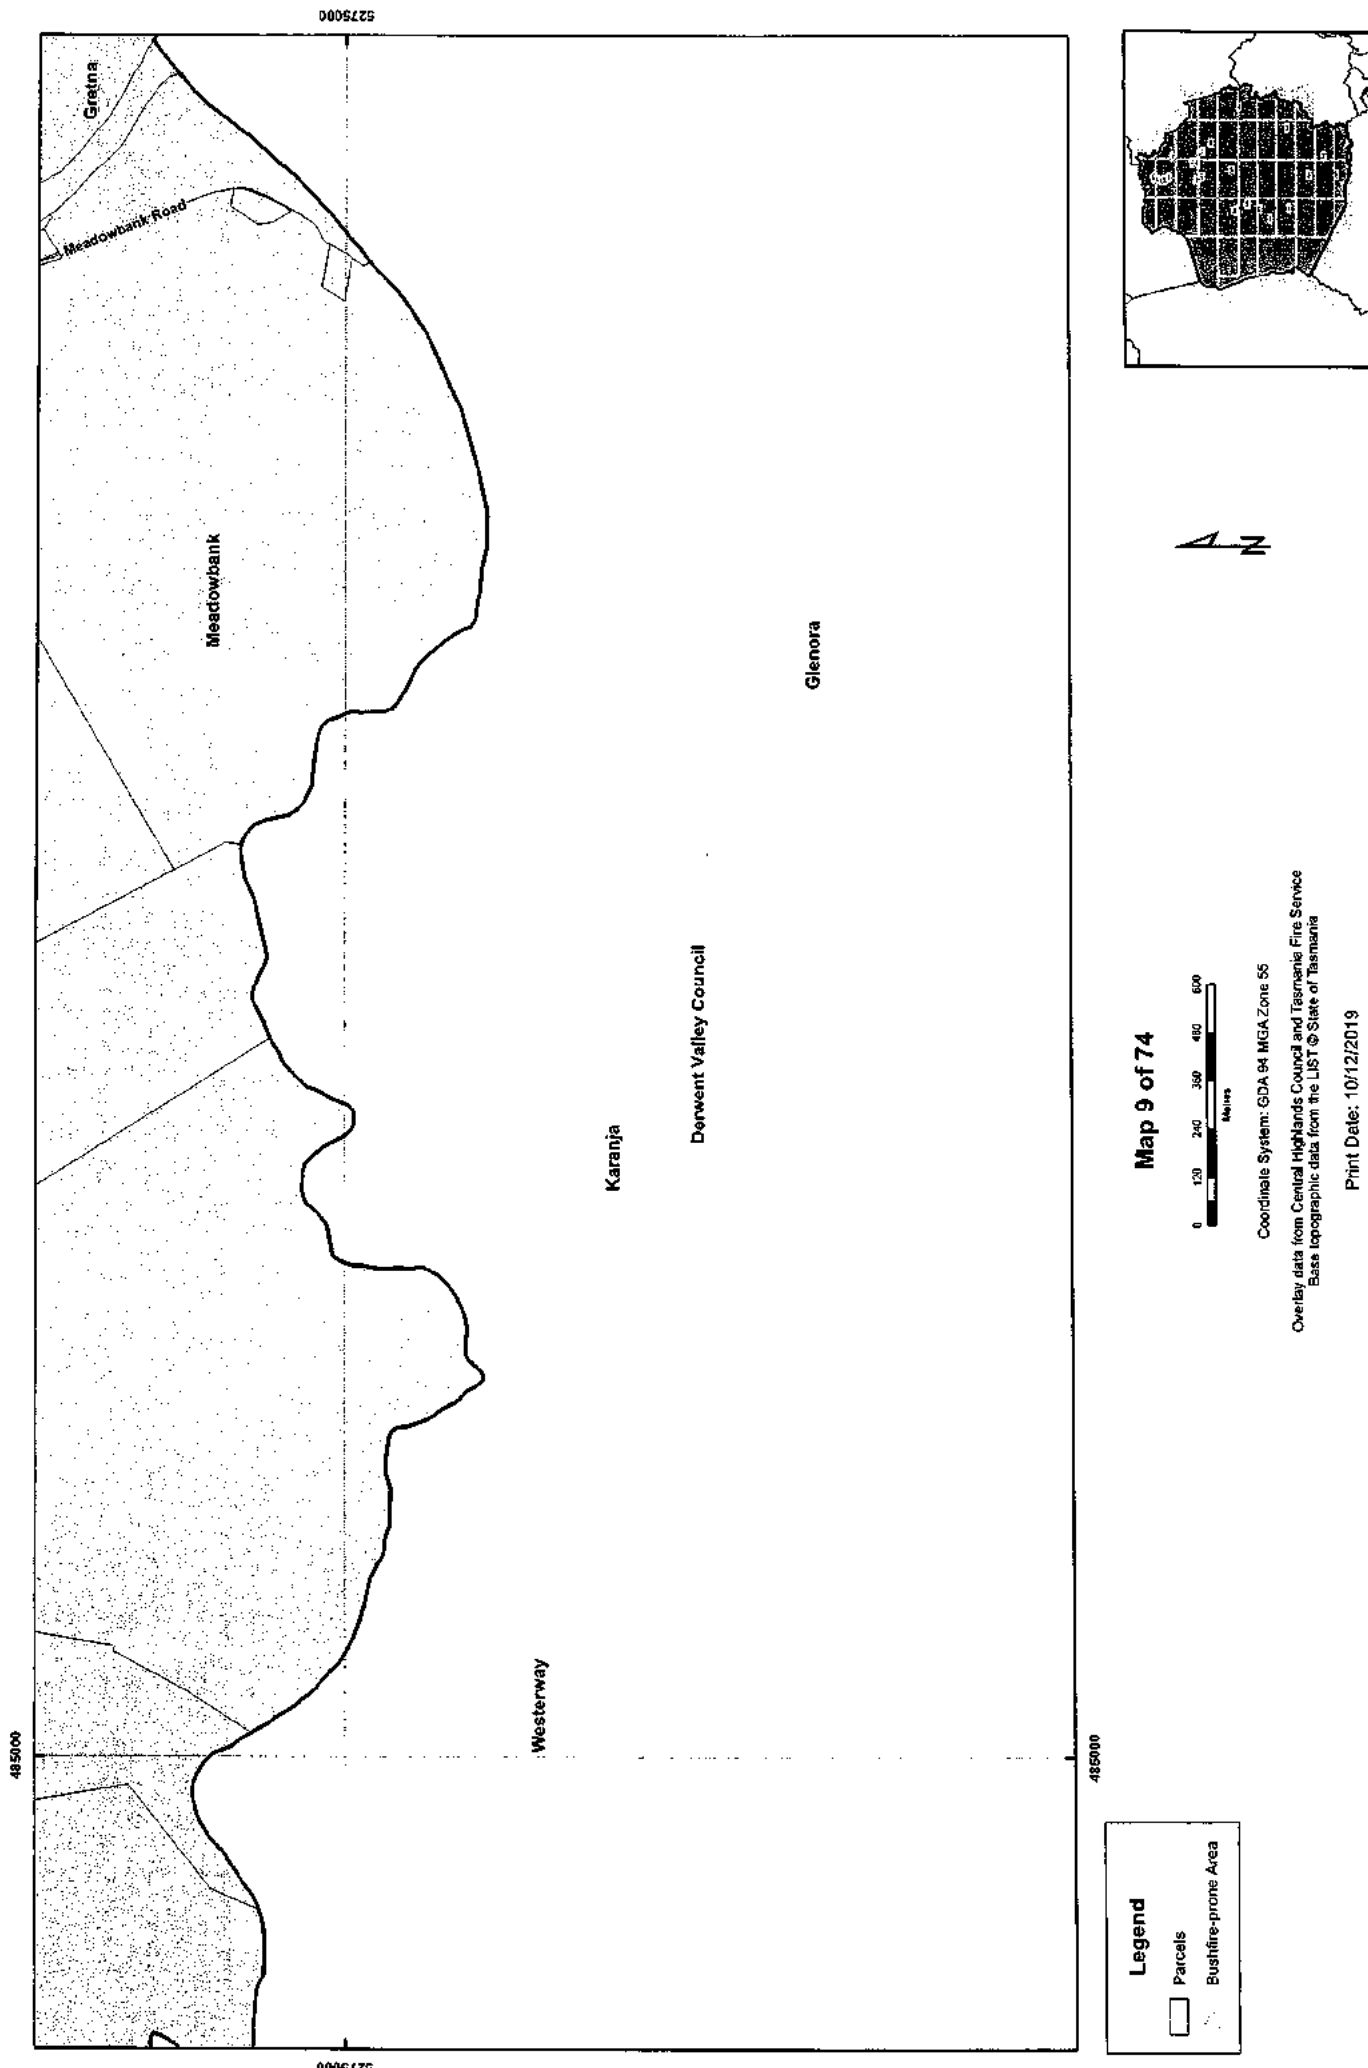 5275000
Gretna
Meadowbank Road
Meadowbank
Glenora
Derwent Valley Council
Karanja
Westerway
485000
485000
5275000
Map 9 of 74
0 120 240 360 480 600
Metres
Coordinate System: GDA 94 MGA Zone 55
Overlay data from Central Highlands Council and Tasmania Fire Service
Base topographic data from the LIST © State of Tasmania
Print Date: 10/12/2019
N
Legend
Parcels
Bushfire-prone Area